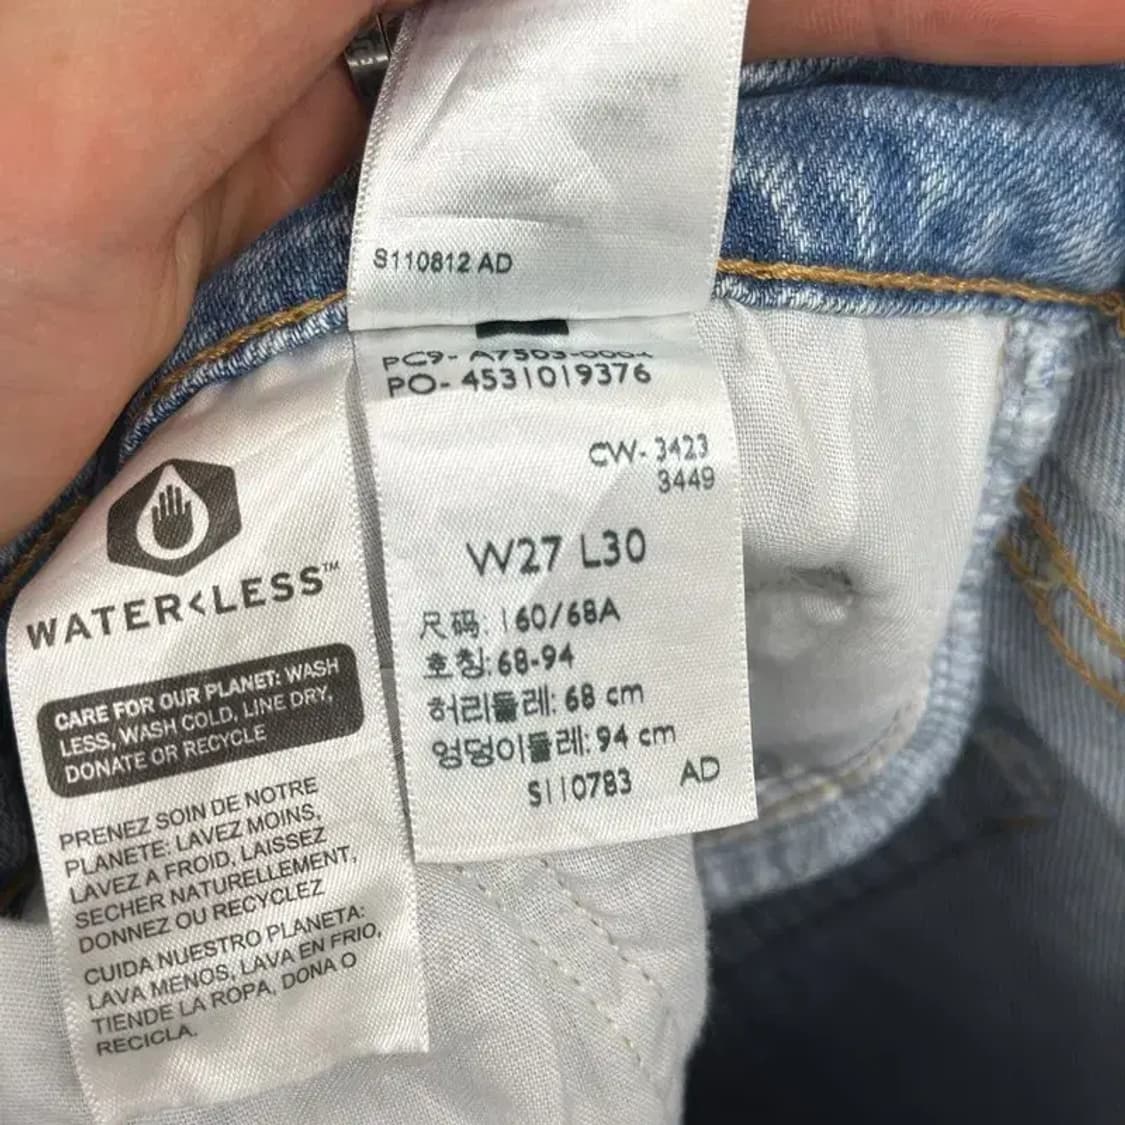 S110812 AD
PC9- A7503-0004
PO- 4531019376
CW- 3423
3449
W27 L30
尺码: 160/68A
호칭: 68-94
허리둘레: 68 cm
엉덩이둘레: 94 cm
S110783 AD
WATER<LESS™
CARE FOR OUR PLANET: WASH
LESS, WASH COLD, LINE DRY,
DONATE OR RECYCLE
PRENEZ SOIN DE NOTRE
PLANETE: LAVEZ MOINS,
LAVEZ A FROID, LAISSEZ
SECHER NATURELLEMENT,
DONNEZ OU RECYCLEZ
CUIDA NUESTRO PLANETA:
LAVA MENOS, LAVA EN FRIO,
TIENDE LA ROPA, DONA O
RECICLA.